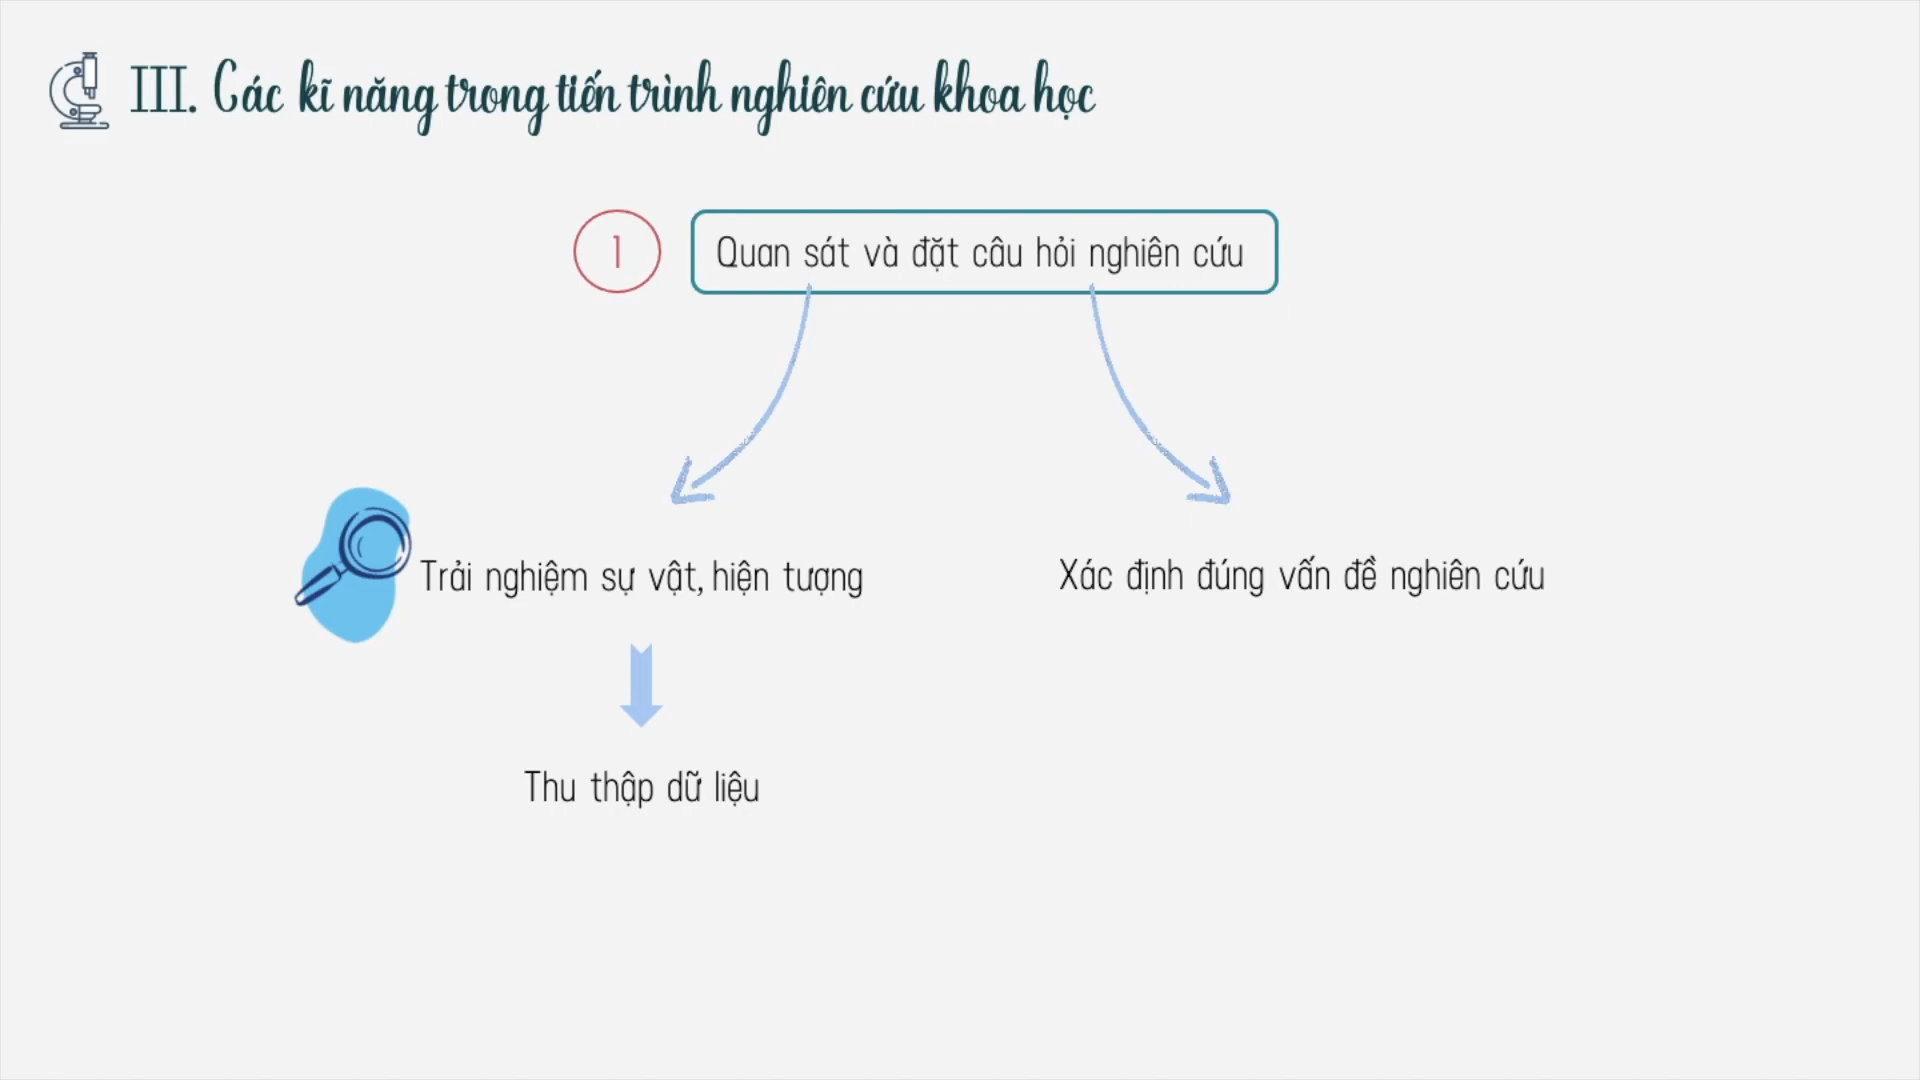 III. Các kĩ năng trong tiến trình nghiên cứu khoa học
1
Quan sát và đặt câu hỏi nghiên cứu
Trải nghiệm sự vật, hiện tượng
Xác định đúng vấn đề nghiên cứu
Thu thập dữ liệu